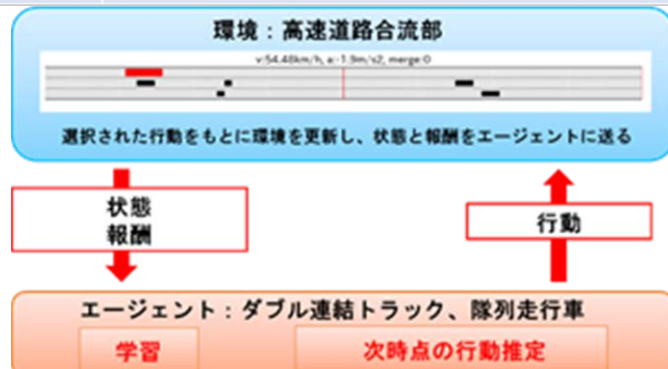 環境：高速道路合流部
v:54.48km/h, a:-1.9m/s2, merge:0
選択された行動をもとに環境を更新し、状態と報酬をエージェントに送る
状態
報酬
行動
エージェント：ダブル連結トラック、隊列走行車
学習
次時点の行動推定